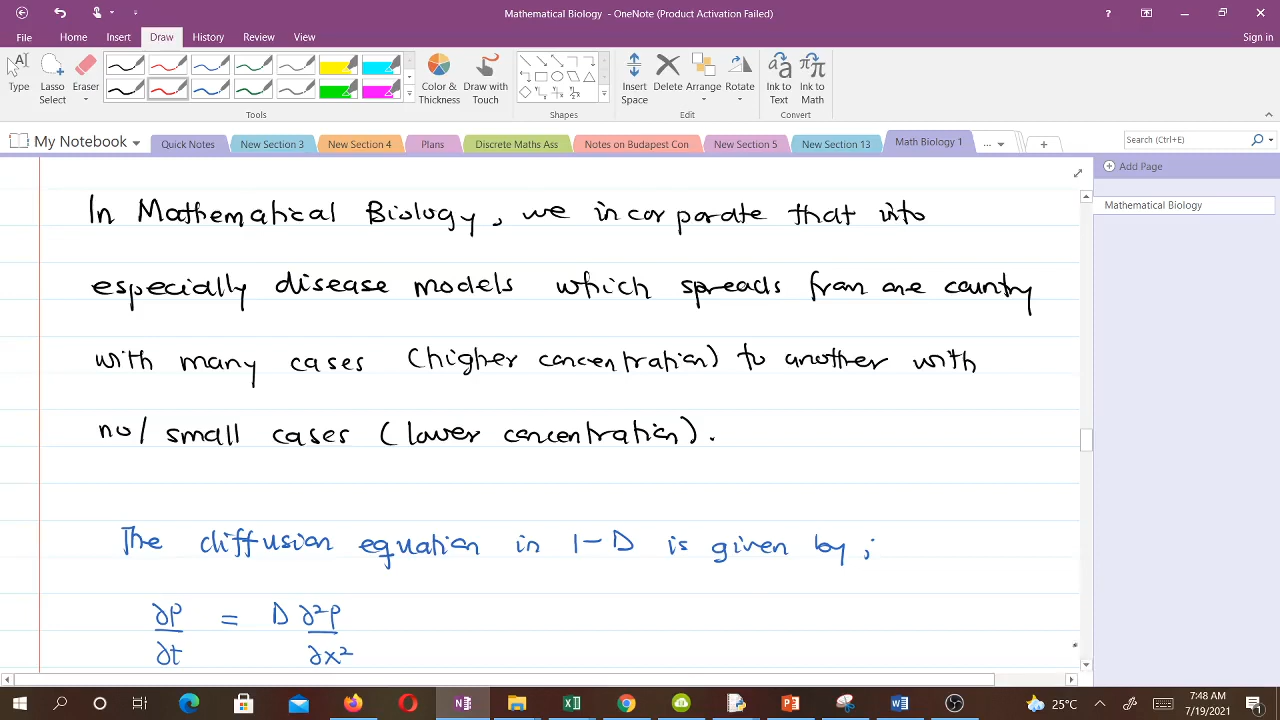 Mathematical Biology - OneNote (Product Activation Failed)
File Home Insert Draw History Review View Sign in
Type
Lasso Select
Eraser
Color & Thickness
Draw with Touch
Insert Space
Delete
Arrange
Rotate
Ink to Text
Ink to Math
Tools Shapes Edit Convert
My Notebook Quick Notes New Section 3 New Section 4 Plans Discrete Maths Ass Notes on Budapest Con New Section 5 New Section 13 Math Biology 1 ... Search (Ctrl+E)
Add Page
Mathematical Biology
In Mathematical Biology, we incorporate that into
especially disease models which spreads from one country
with many cases (higher concentration) to another with
no/ small cases (lower concentration).
The diffusion equation in 1-D is given by;
∂P/∂t = D ∂²P/∂x²
25°C 7:48 AM
7/19/2021